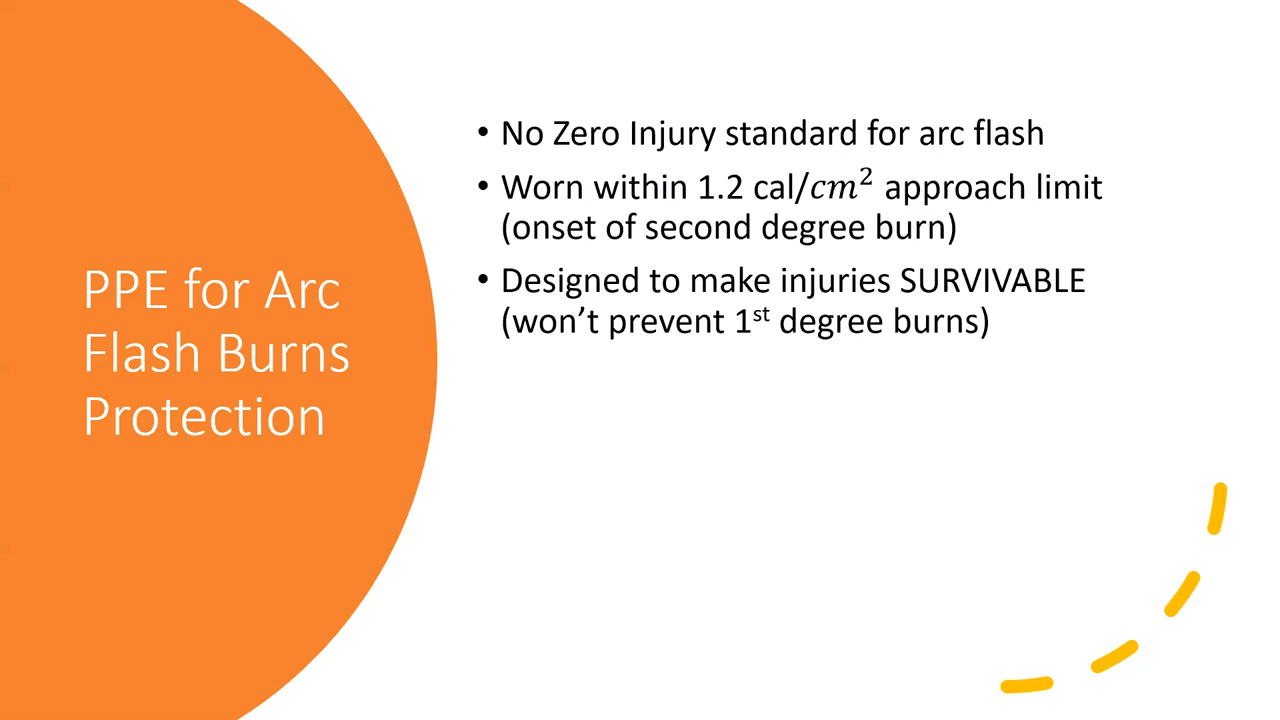 PPE for Arc
Flash Burns
Protection
• No Zero Injury standard for arc flash
• Worn within 1.2 cal/cm² approach limit
(onset of second degree burn)
• Designed to make injuries SURVIVABLE
(won’t prevent 1st degree burns)